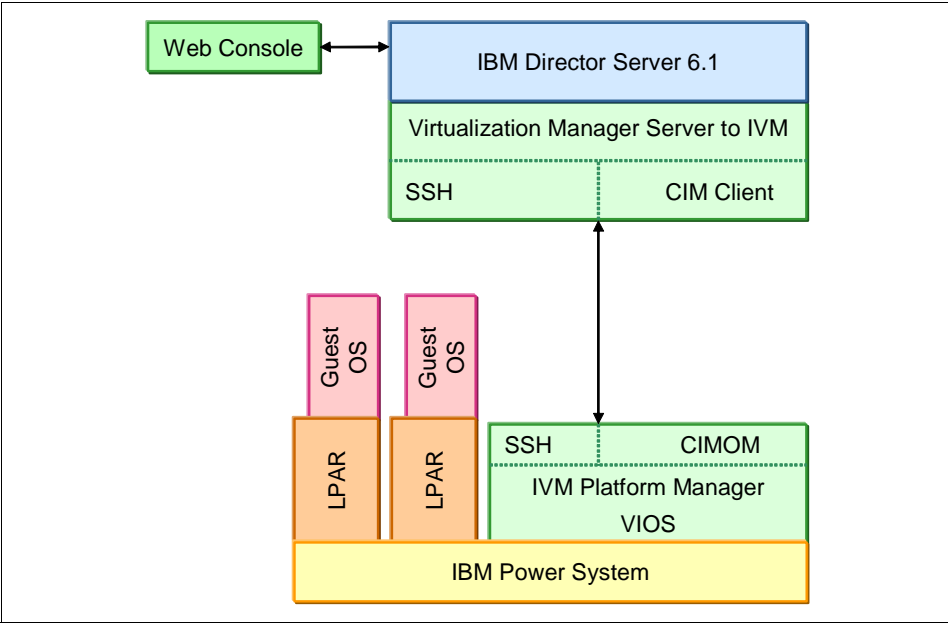 Web Console
IBM Director Server 6.1
Virtualization Manager Server to IVM
SSH
CIM Client
Guest
OS
Guest
OS
LPAR
LPAR
SSH
CIMOM
IVM Platform Manager
VIOS
IBM Power System